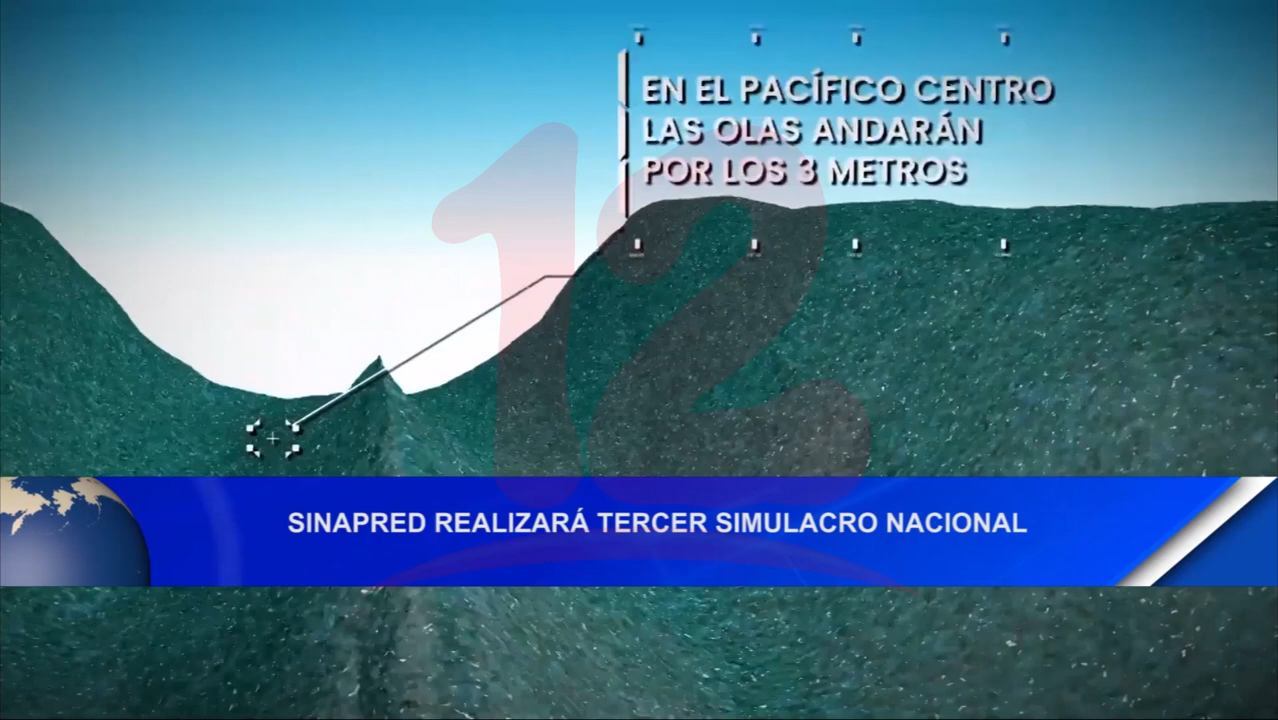 EN EL PACÍFICO CENTRO
LAS OLAS ANDARÁN
POR LOS 3 METROS
12
SINAPRED REALIZARÁ TERCER SIMULACRO NACIONAL